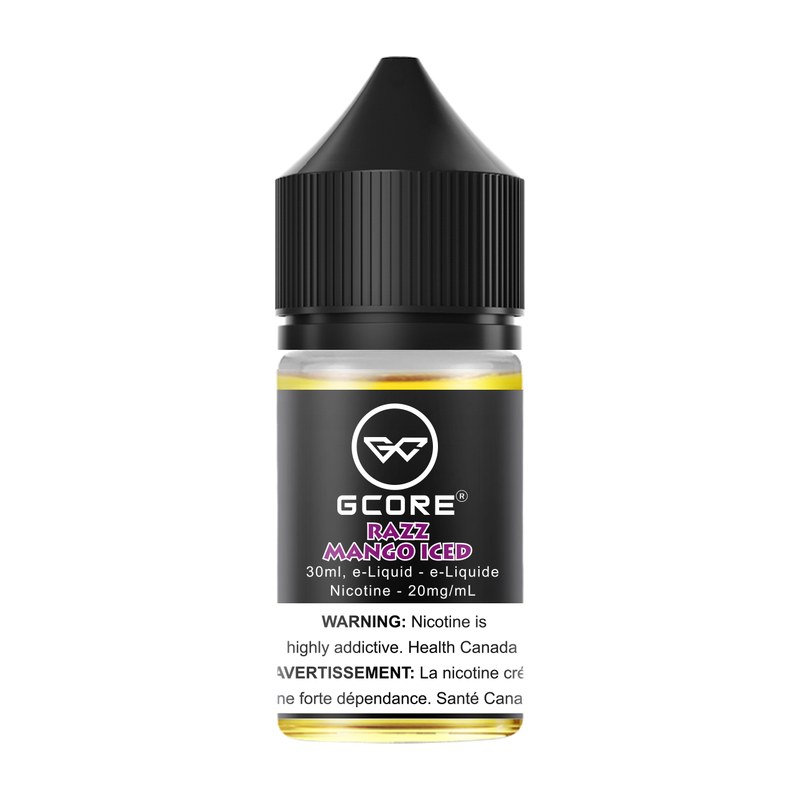 GC
GCORE®
RAZZ
MANGO ICED
30ml, e-Liquid - e-Liquide
Nicotine - 20mg/mL
WARNING: Nicotine is
highly addictive. Health Canada
AVERTISSEMENT: La nicotine cré
ne forte dépendance. Santé Cana